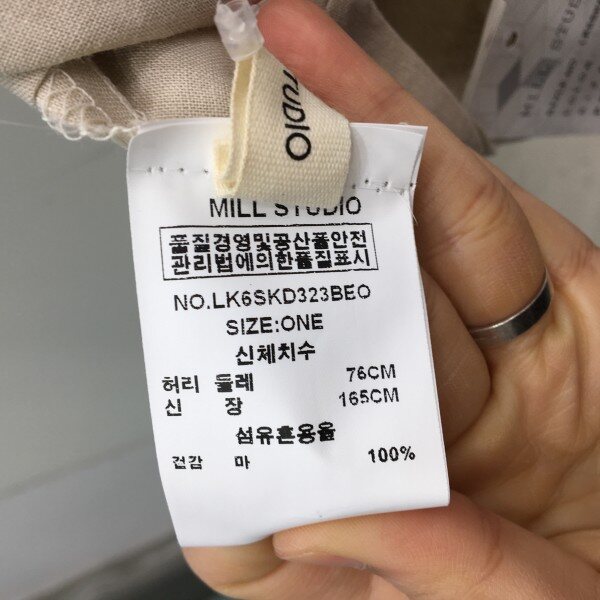 TUDIO
MILL STUDIO
품질경영및공산품안전
관리법에의한품질표시
NO.LK6SKD323BEO
SIZE:ONE
신체치수
허리 둘레 76CM
신 장 165CM
섬유혼용율
겉감 마 100%